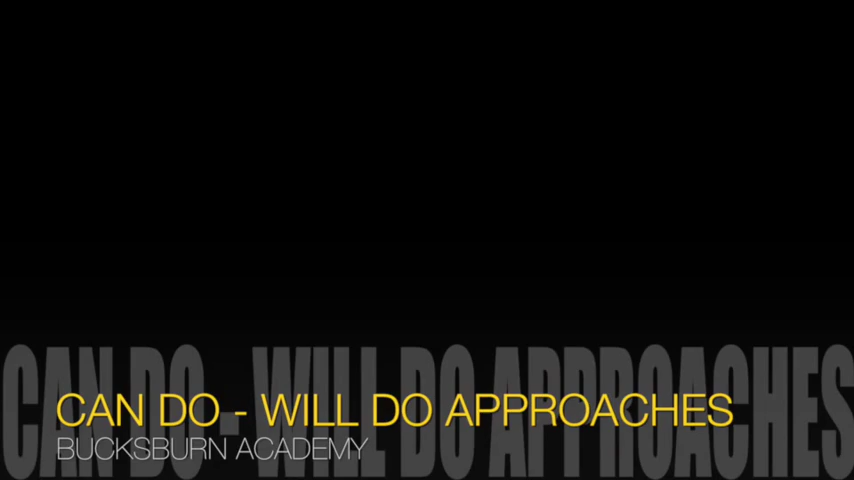 CAN DO - WILL DO APPROACHES
CAN DO - WILL DO APPROACHES
BUCKSBURN ACADEMY